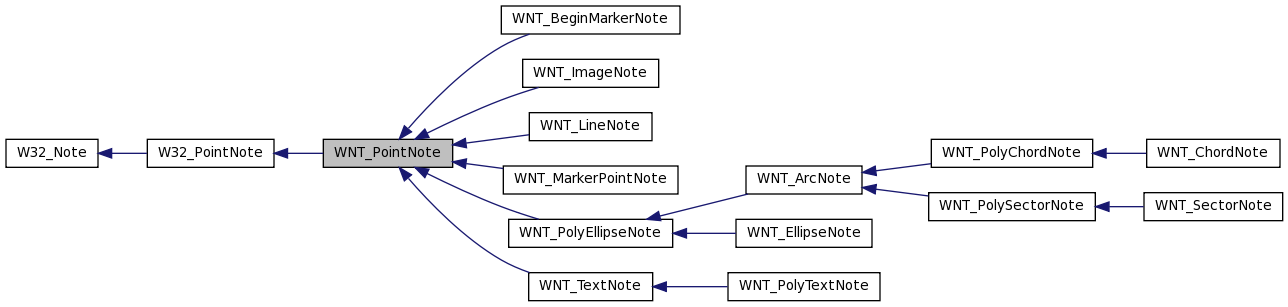 WNT_BeginMarkerNote
WNT_ImageNote
WNT_LineNote
W32_Note
W32_PointNote
WNT_PointNote
WNT_PolyChordNote
WNT_ChordNote
WNT_MarkerPointNote
WNT_ArcNote
WNT_PolySectorNote
WNT_SectorNote
WNT_PolyEllipseNote
WNT_EllipseNote
WNT_TextNote
WNT_PolyTextNote